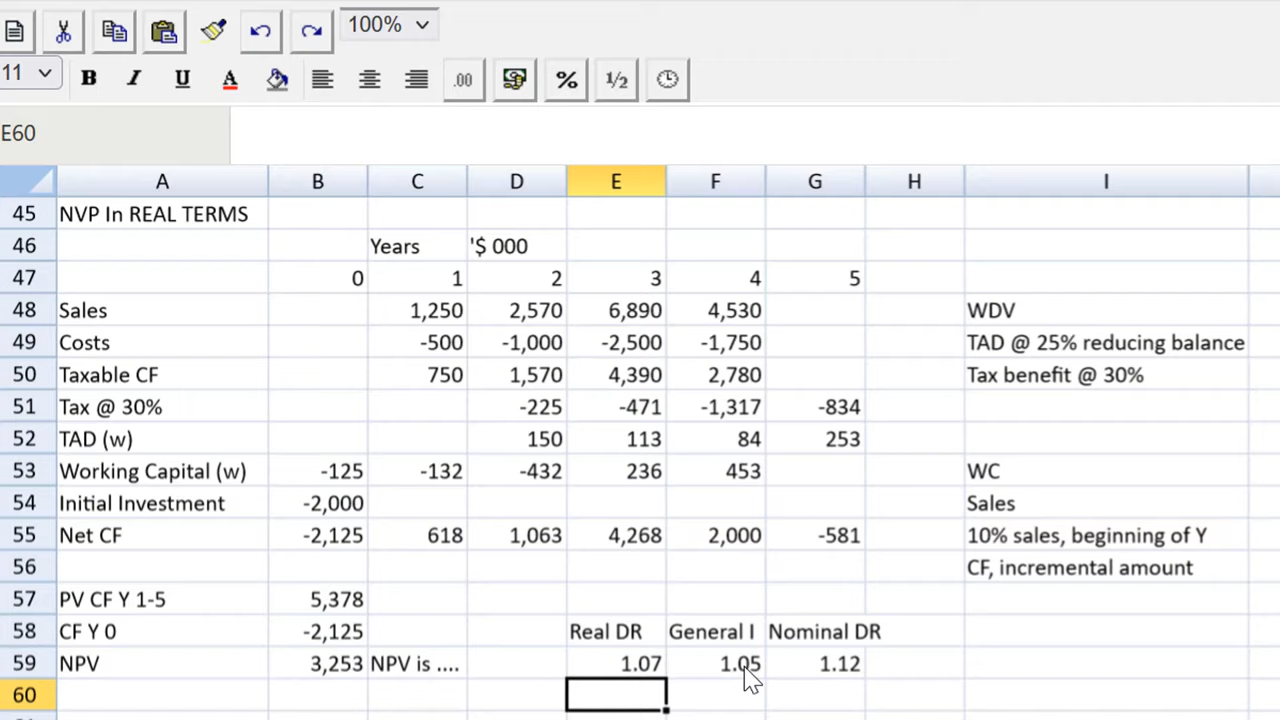 100%
11 B I U A .00 % 1/2
E60
A B C D E F G H I
45 NVP In REAL TERMS
46 Years '$ 000
47 0 1 2 3 4 5
48 Sales 1,250 2,570 6,890 4,530 WDV
49 Costs -500 -1,000 -2,500 -1,750 TAD @ 25% reducing balance
50 Taxable CF 750 1,570 4,390 2,780 Tax benefit @ 30%
51 Tax @ 30% -225 -471 -1,317 -834
52 TAD (w) 150 113 84 253
53 Working Capital (w) -125 -132 -432 236 453 WC
54 Initial Investment -2,000 Sales
55 Net CF -2,125 618 1,063 4,268 2,000 -581 10% sales, beginning of Y
56 CF, incremental amount
57 PV CF Y 1-5 5,378
58 CF Y 0 -2,125 Real DR General I Nominal DR
59 NPV 3,253 NPV is .... 1.07 1.05 1.12
60